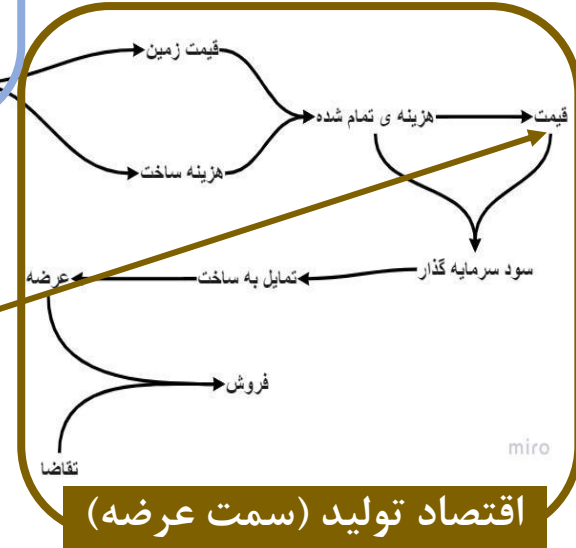 قیمت زمین
قیمت
هزینه ی تمام شده
هزینه ساخت
سود سرمایه گذار
تمایل به ساخت
عرضه
فروش
تقاضا
miro
اقتصاد تولید (سمت عرضه)